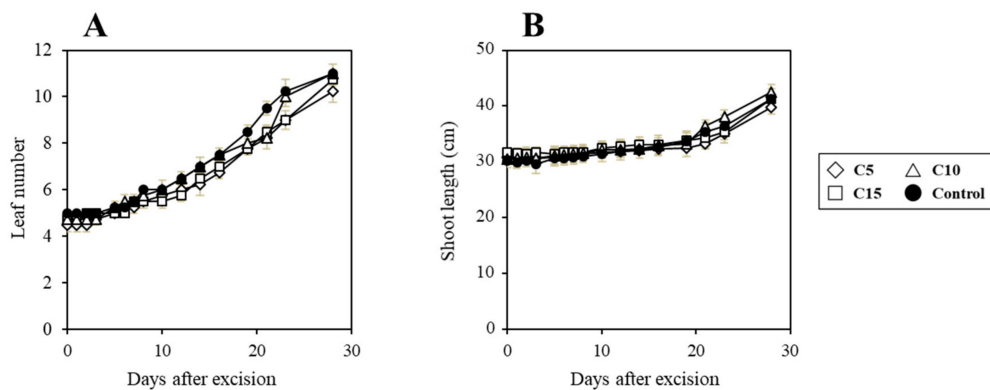 A
12
10
8
6
4
2
0
Leaf number
0 10 20 30
Days after excision
B
50
40
30
20
10
0
Shoot length (cm)
0 10 20 30
Days after excision
C5 C10
C15 Control